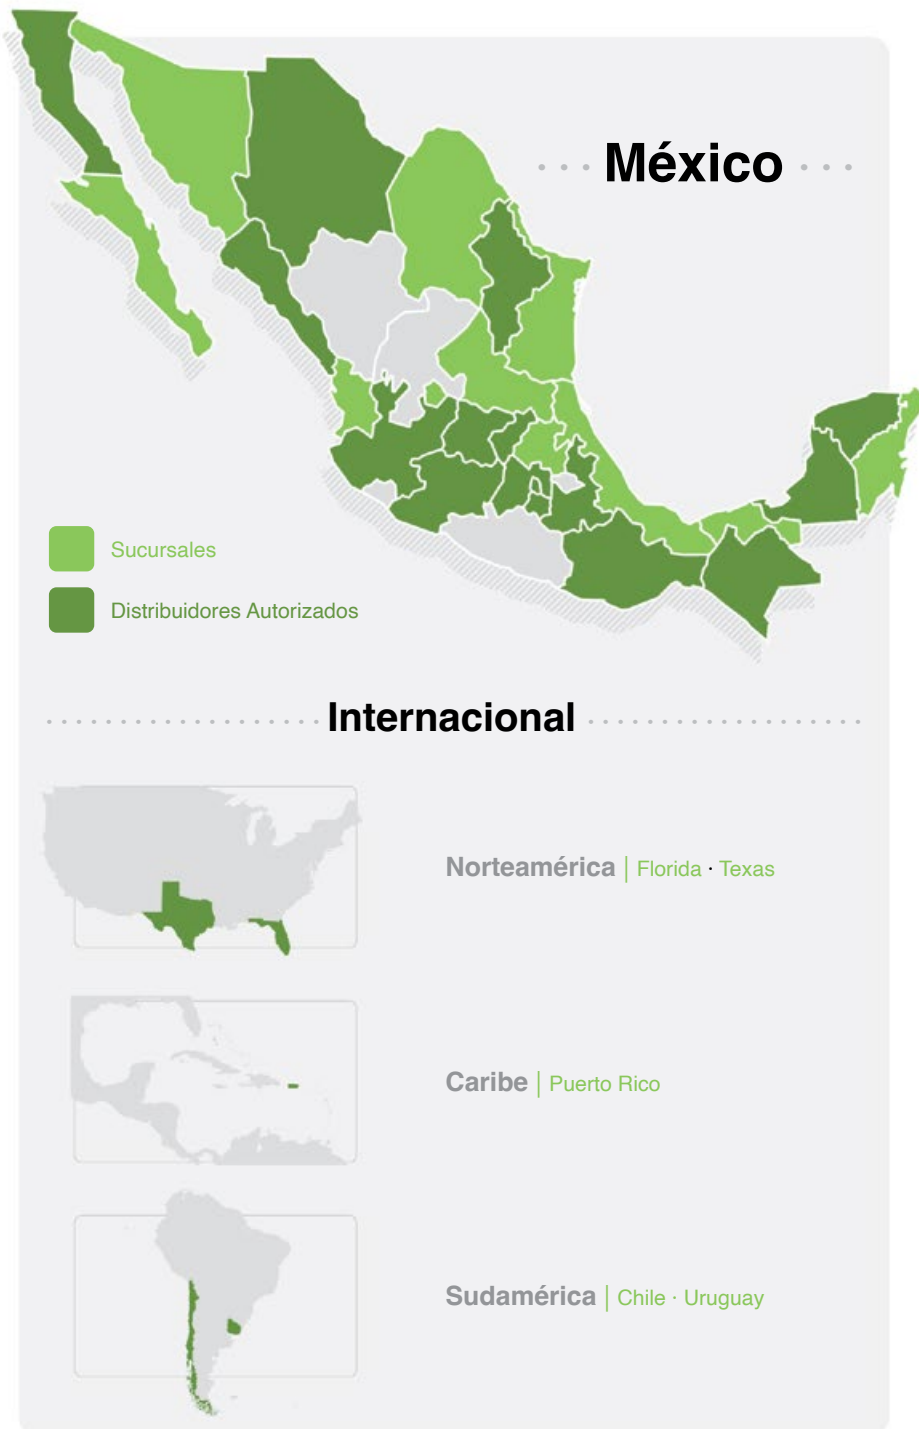 México
Sucursales
Distribuidores Autorizados
Internacional
Norteamérica | Florida · Texas
Caribe | Puerto Rico
Sudamérica | Chile · Uruguay